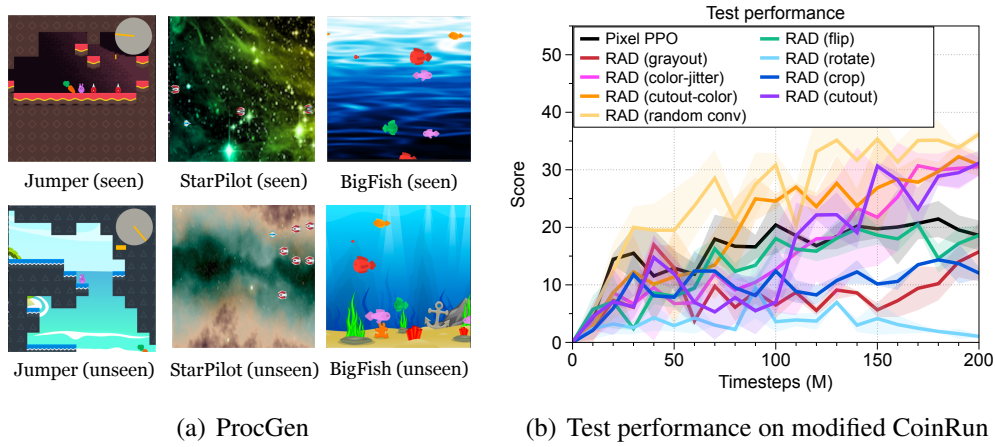 Jumper (seen)
StarPilot (seen)
BigFish (seen)
Jumper (unseen)
StarPilot (unseen)
BigFish (unseen)
(a) ProcGen
Test performance
Pixel PPO
RAD (grayout)
RAD (color-jitter)
RAD (cutout-color)
RAD (random conv)
RAD (flip)
RAD (rotate)
RAD (crop)
RAD (cutout)
Score
50
40
30
20
10
0
0
50
100
150
200
Timesteps (M)
(b) Test performance on modified CoinRun